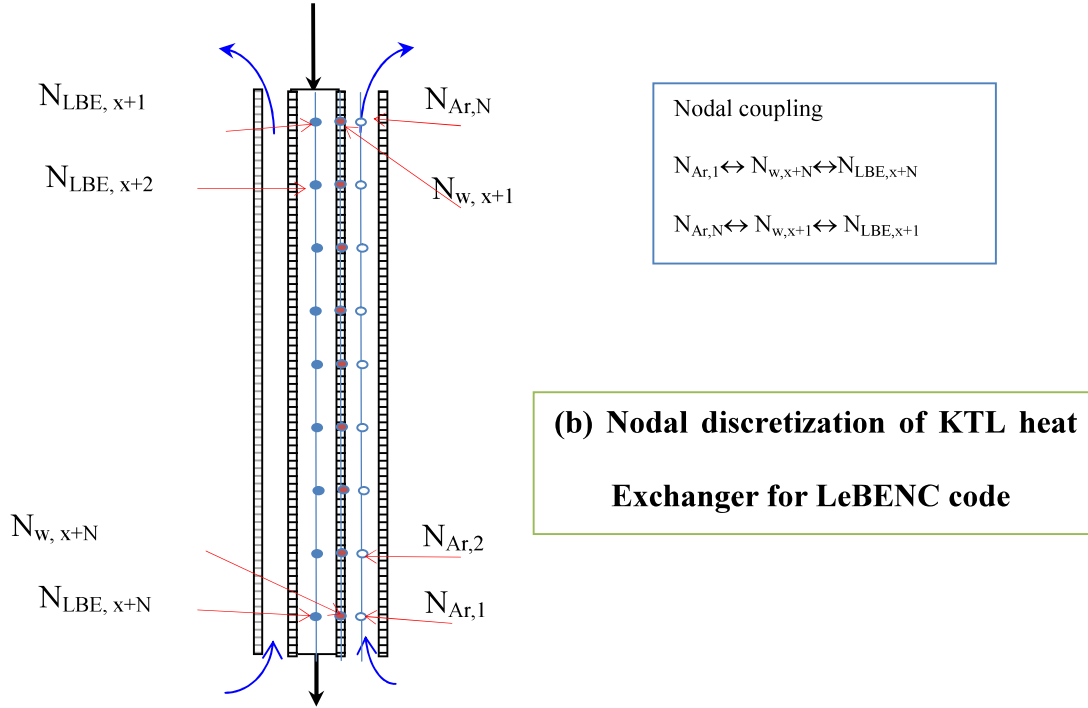 N_LBE, x+1
N_Ar,N
N_LBE, x+2
N_w, x+1
N_w, x+N
N_Ar,2
N_LBE, x+N
N_Ar,1
Nodal coupling
N_Ar,1↔ N_w,x+N↔N_LBE,x+N
N_Ar,N↔ N_w,x+1↔ N_LBE,x+1
(b) Nodal discretization of KTL heat
Exchanger for LeBENC code